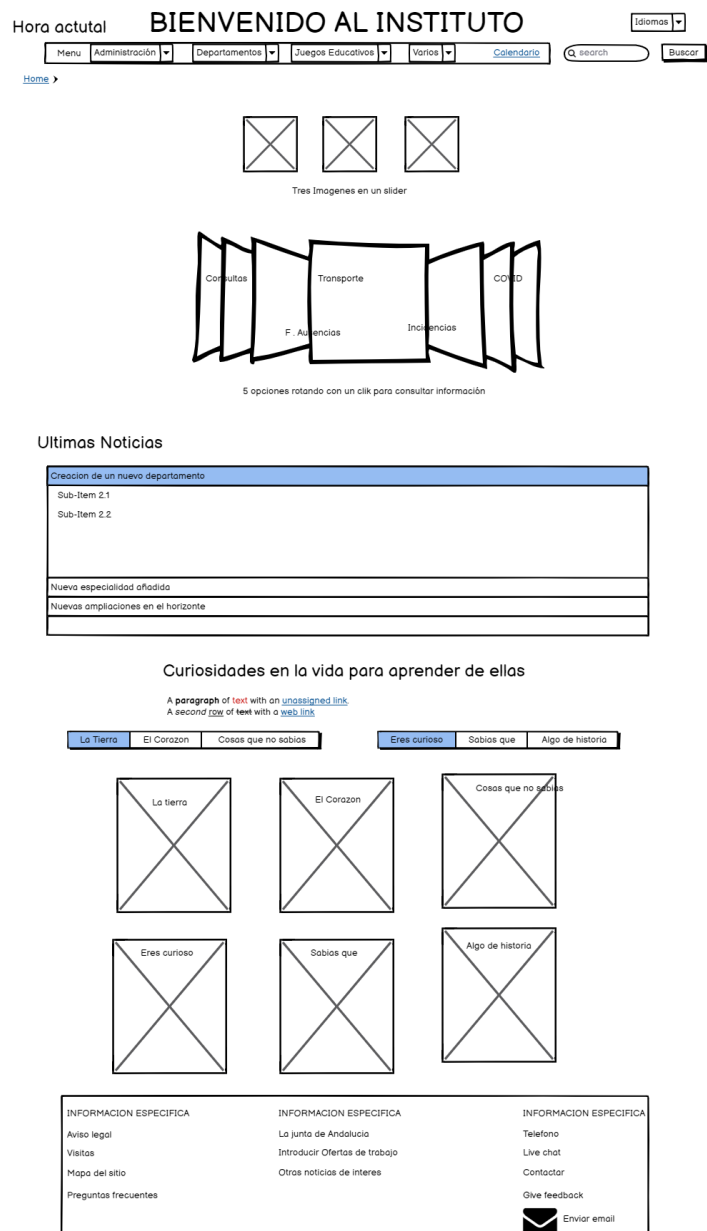 Hora actutal
BIENVENIDO AL INSTITUTO
Idiomas
Menu Administración Departamentos Juegos Educativos Varios Calendario search Buscar
Home
Tres Imagenes en un slider
Consultas Transporte COVID
F . Ausencias Incidencias
5 opciones rotando con un clik para consultar información
Ultimas Noticias
Creacion de un nuevo departamento
Sub-Item 2.1
Sub-Item 2.2
Nueva especialidad añadida
Nuevas ampliaciones en el horizonte
Curiosidades en la vida para aprender de ellas
A paragraph of text with an unassigned link.
A second row of text with a web link
La Tierra El Corazon Cosas que no sabias Eres curioso Sabias que Algo de historia
La tierra El Corazon Cosas que no sabias
Eres curioso Sabias que Algo de historia
INFORMACION ESPECIFICA INFORMACION ESPECIFICA INFORMACION ESPECIFICA
Aviso legal La junta de Andalucia Telefono
Visitas Introducir Ofertas de trabajo Live chat
Mapa del sitio Otras noticias de interes Contactar
Preguntas frecuentes Give feedback
Enviar email